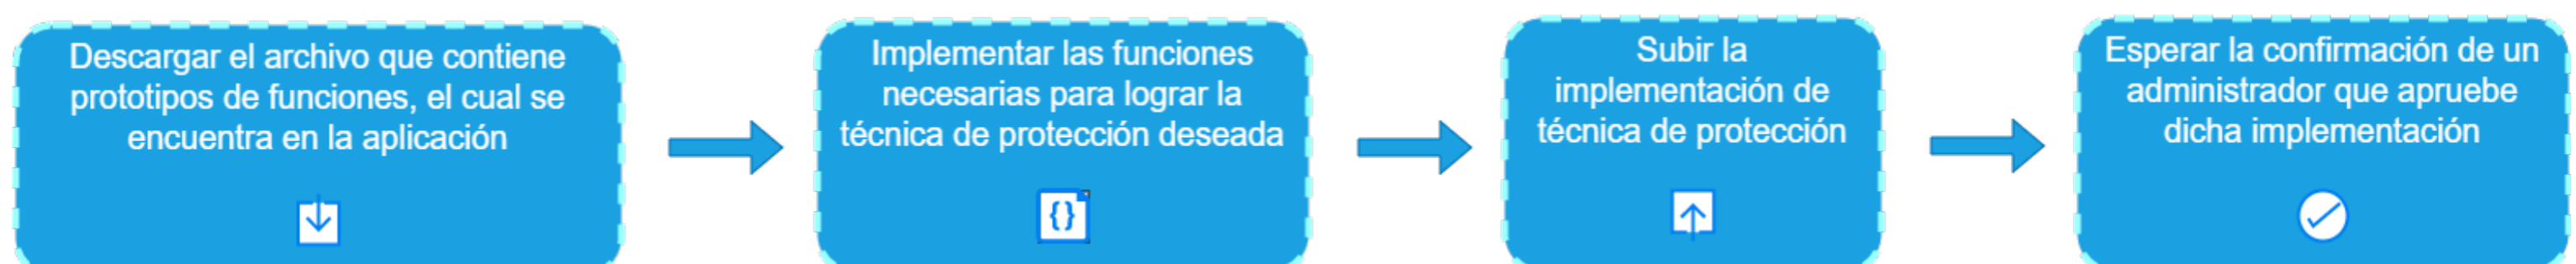 Descargar el archivo que contiene
prototipos de funciones, el cual se
encuentra en la aplicación
Implementar las funciones
necesarias para lograr la
técnica de protección deseada
{}
Subir la
implementación de
técnica de protección
Esperar la confirmación de un
administrador que apruebe
dicha implementación